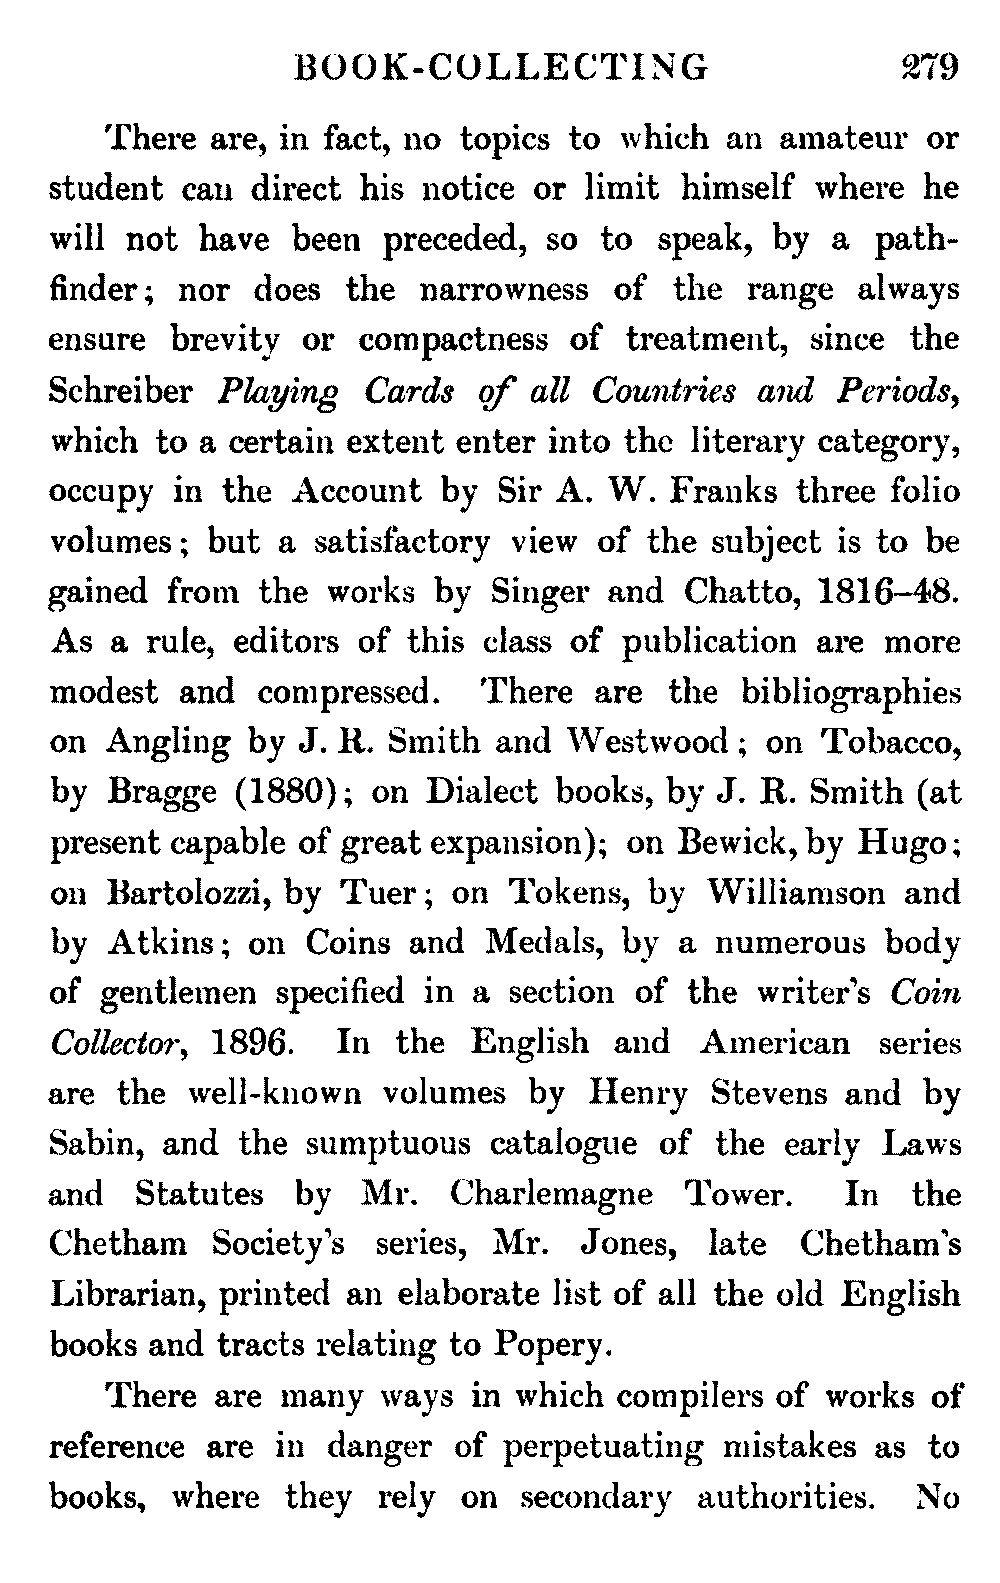 BOOK-COLLECTING 279
There are, in fact, no topics to which an amateur or
student can direct his notice or limit himself where he
will not have been preceded, so to speak, by a path-
finder; nor does the narrowness of the range always
ensure brevity or compactness of treatment, since the
Schreiber Playing Cards of all Countries and Periods,
which to a certain extent enter into the literary category,
occupy in the Account by Sir A. W. Franks three folio
volumes; but a satisfactory view of the subject is to be
gained from the works by Singer and Chatto, 1816–48.
As a rule, editors of this class of publication are more
modest and compressed. There are the bibliographies
on Angling by J. R. Smith and Westwood; on Tobacco,
by Bragge (1880); on Dialect books, by J. R. Smith (at
present capable of great expansion); on Bewick, by Hugo;
on Bartolozzi, by Tuer; on Tokens, by Williamson and
by Atkins; on Coins and Medals, by a numerous body
of gentlemen specified in a section of the writer's Coin
Collector, 1896. In the English and American series
are the well-known volumes by Henry Stevens and by
Sabin, and the sumptuous catalogue of the early Laws
and Statutes by Mr. Charlemagne Tower. In the
Chetham Society's series, Mr. Jones, late Chetham's
Librarian, printed an elaborate list of all the old English
books and tracts relating to Popery.
There are many ways in which compilers of works of
reference are in danger of perpetuating mistakes as to
books, where they rely on secondary authorities. No